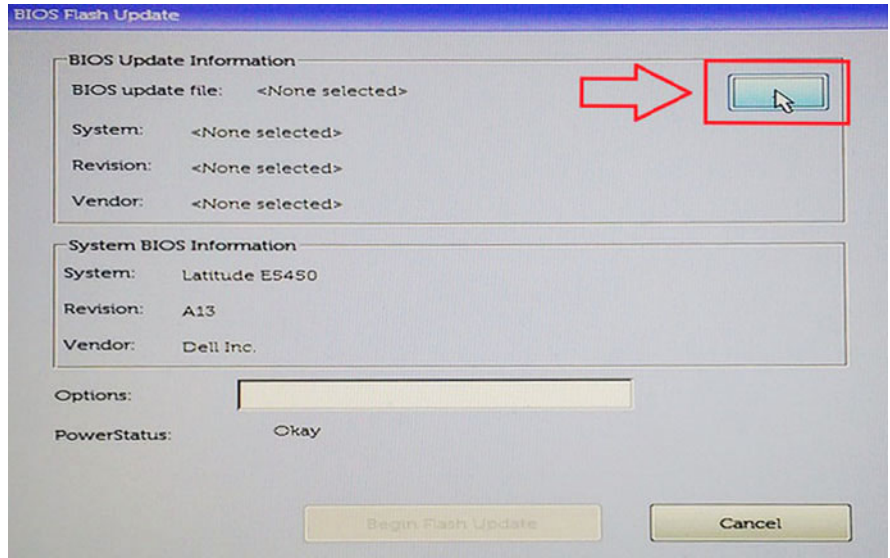 BIOS Flash Update
BIOS Update Information
BIOS update file: <None selected>
System: <None selected>
Revision: <None selected>
Vendor: <None selected>
System BIOS Information
System: Latitude E5450
Revision: A13
Vendor: Dell Inc.
Options:
PowerStatus: Okay
Begin Flash Update
Cancel